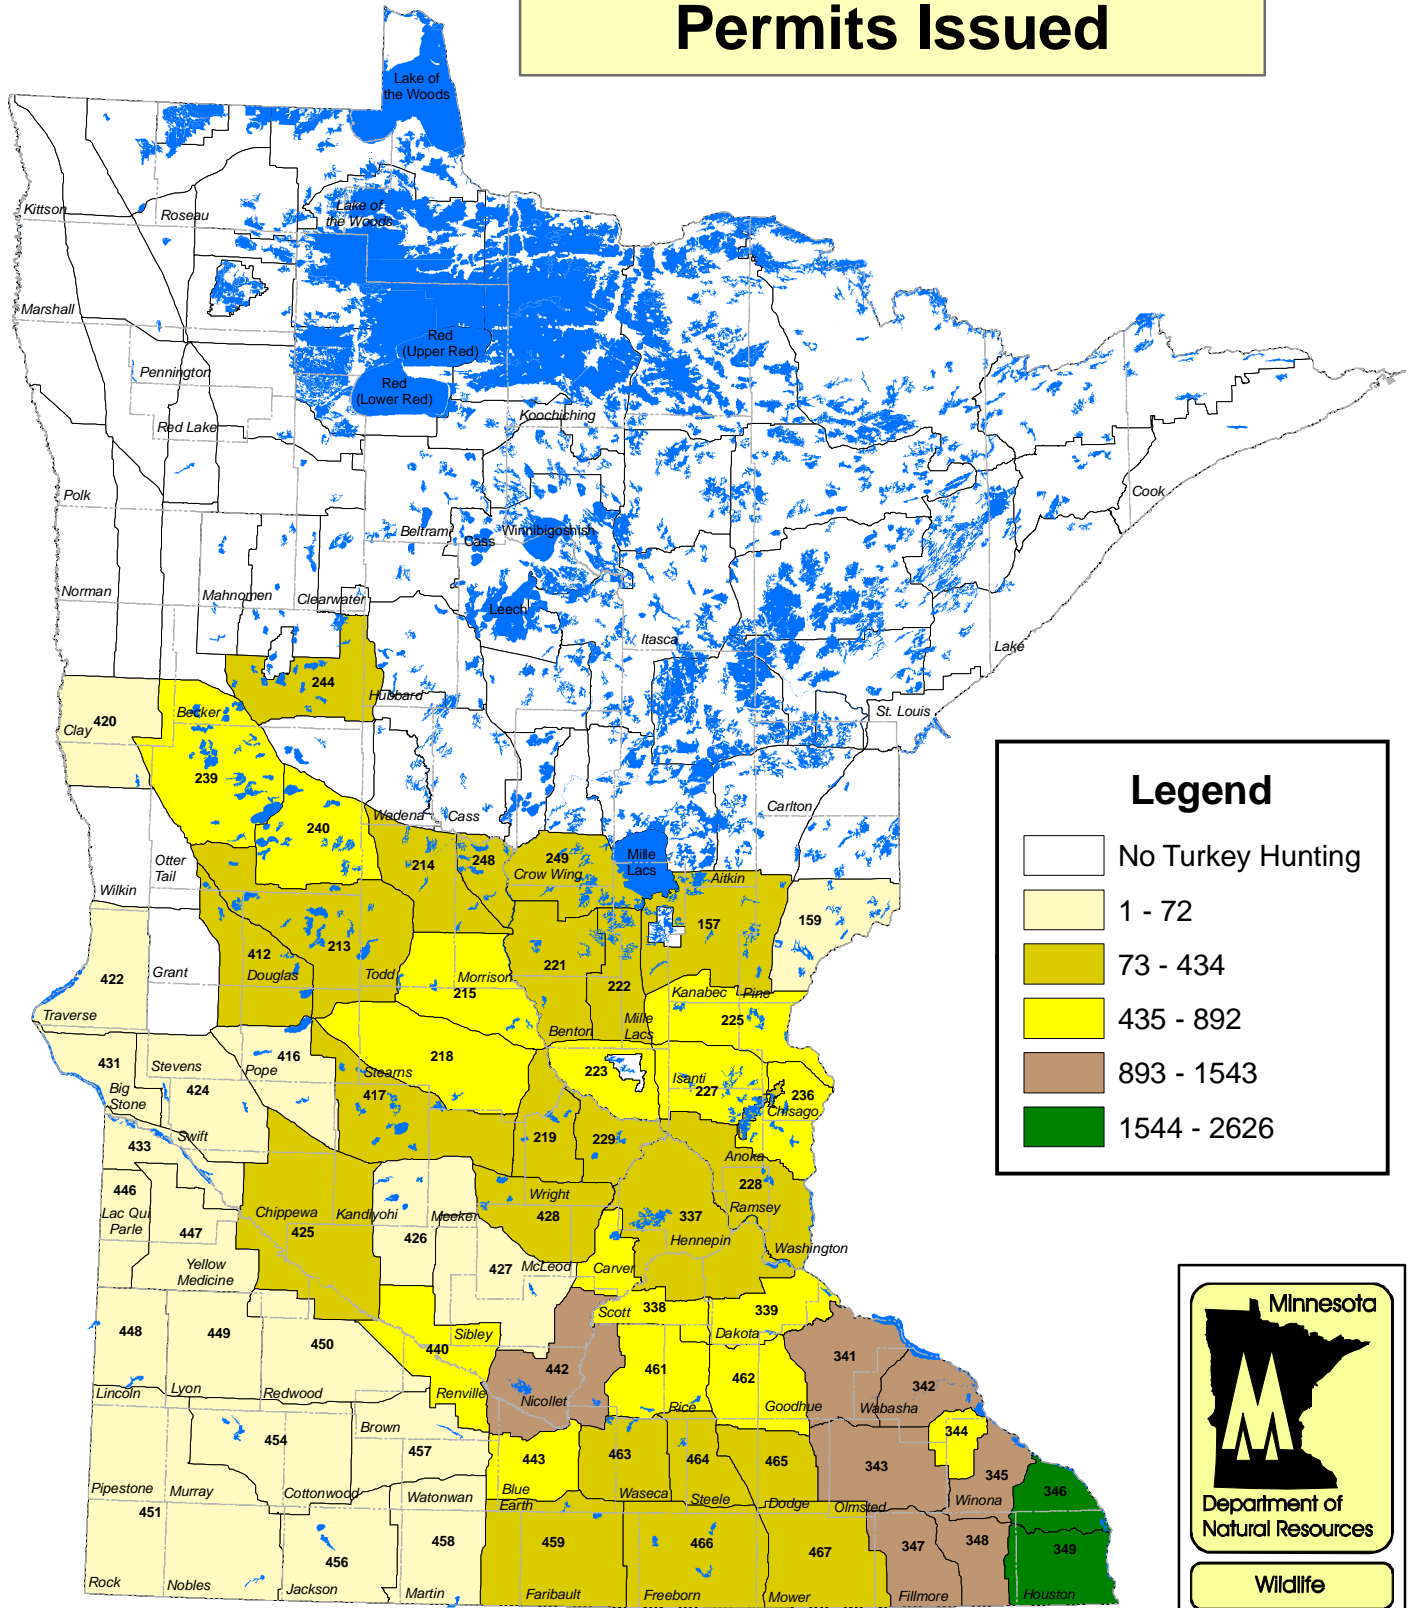 Permits Issued
Lake of
the Woods
Kittson
Roseau
Lake of
the Woods
Marshall
Red
(Upper Red)
Pennington
Red
(Lower Red)
Koochiching
Red Lake
Polk
Cook
Beltrami
Cass
Winnibigoshish
Norman
Mahnomen
Clearwater
Leech
Itasca
Lake
244
Hubbard
Becker
420
Clay
St. Louis
239
Legend
No Turkey Hunting
1 - 72
73 - 434
435 - 892
893 - 1543
1544 - 2626
Carlton
Wadena
Cass
240
214
248
249
Crow Wing
Mille
Lacs
Aitkin
Otter
Tail
Wilkin
157
159
412
Douglas
213
Todd
221
222
422
Grant
Morrison
215
Kanabec
Pine
Traverse
Benton
Mille
Lacs
225
431
Stevens
416
Pope
218
Stearns
223
Isanti
227
236
Chisago
Big
Stone
424
417
433
Swift
219
229
Anoka
446
Lac Qui
Parle
447
Chippewa
425
Kandiyohi
Meeker
426
Wright
428
337
Hennepin
228
Ramsey
Washington
Yellow
Medicine
427
McLeod
Carver
448
449
450
Scott
338
339
Dakota
Sibley
440
442
Nicollet
461
462
341
342
Lincoln
Lyon
Redwood
Renville
Rice
Goodhue
Wabasha
454
Brown
457
443
463
464
465
343
344
345
Pipestone
Murray
Cottonwood
Watonwan
Blue
Earth
Waseca
Steele
Dodge
Olmsted
Winona
346
451
456
458
459
466
467
347
348
349
Rock
Nobles
Jackson
Martin
Faribault
Freeborn
Mower
Fillmore
Houston
Minnesota
Department of
Natural Resources
Wildlife